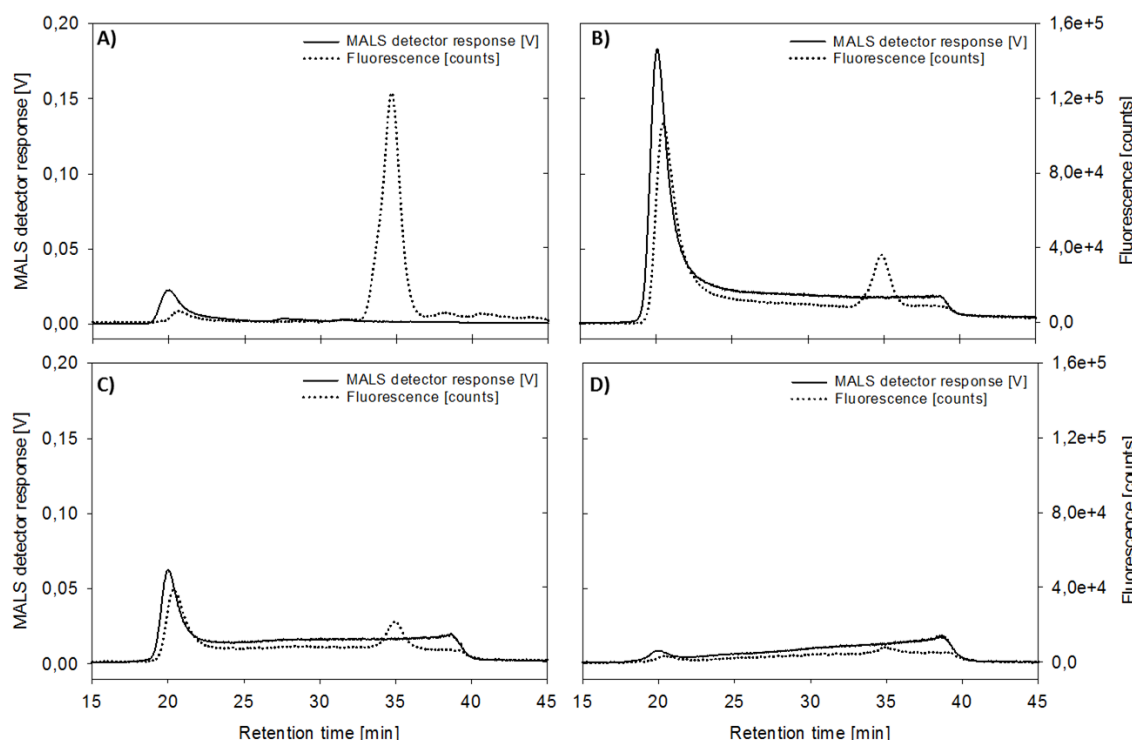 A)
MALS detector response [V]
Fluorescence [counts]
0,20
0,15
0,10
0,05
0,00
MALS detector response [V]
B)
MALS detector response [V]
Fluorescence [counts]
1,6e+5
1,2e+5
8,0e+4
4,0e+4
0,0
Fluorescence [counts]
C)
MALS detector response [V]
Fluorescence [counts]
0,20
0,15
0,10
0,05
0,00
MALS detector response [V]
15 20 25 30 35 40 45
Retention time [min]
D)
MALS detector response [V]
Fluorescence [counts]
1,6e+5
1,2e+5
8,0e+4
4,0e+4
0,0
Fluorescence [counts]
15 20 25 30 35 40 45
Retention time [min]